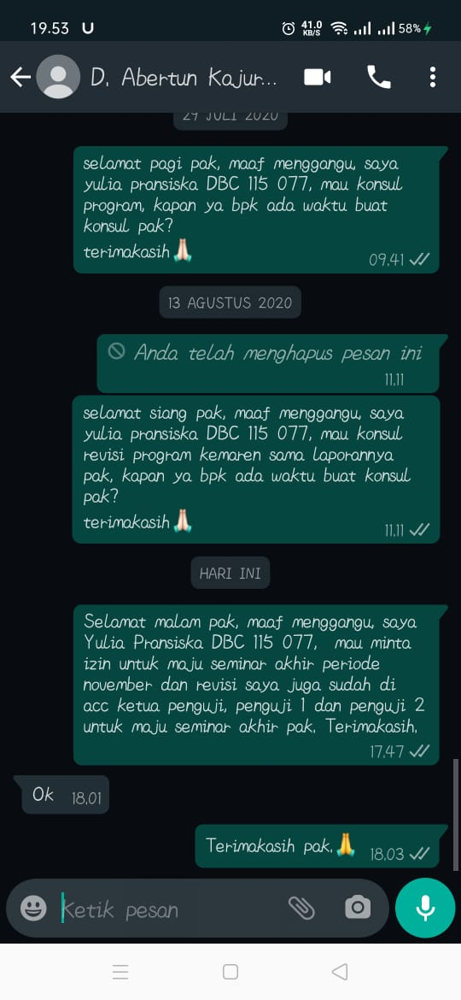 19.53 U 41.0 KB/S 58%
D. Abertun Kajur...
29 JULI 2020
selamat pagi pak, maaf menggangu, saya
yulia pransiska DBC 115 077, mau konsul
program, kapan ya bpk ada waktu buat
konsul pak?
terimakasih🙏🏻
09.41
13 AGUSTUS 2020
Anda telah menghapus pesan ini
11.11
selamat siang pak, maaf menggangu, saya
yulia pransiska DBC 115 077, mau konsul
revisi program kemaren sama laporannya
pak, kapan ya bpk ada waktu buat konsul
pak?
terimakasih🙏🏻
11.11
HARI INI
Selamat malam pak, maaf menggangu, saya
Yulia Pransiska DBC 115 077, mau minta
izin untuk maju seminar akhir periode
november dan revisi saya juga sudah di
acc ketua penguji, penguji 1 dan penguji 2
untuk maju seminar akhir pak. Terimakasih.
17.47
Ok 18.01
Terimakasih pak.🙏 18.03
Ketik pesan